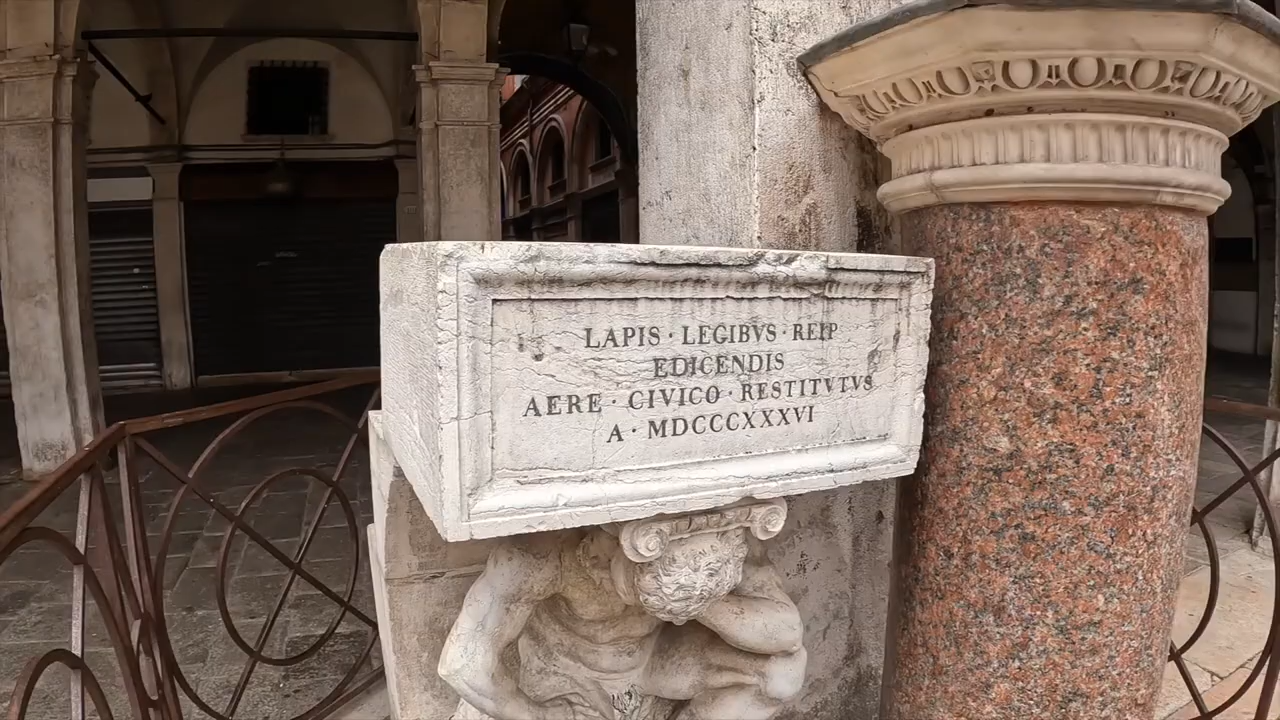 LAPIS · LEGIBVS · REIP
EDICENDIS
AERE · CIVICO · RESTITVTVS
A · MDCCCXXXVI